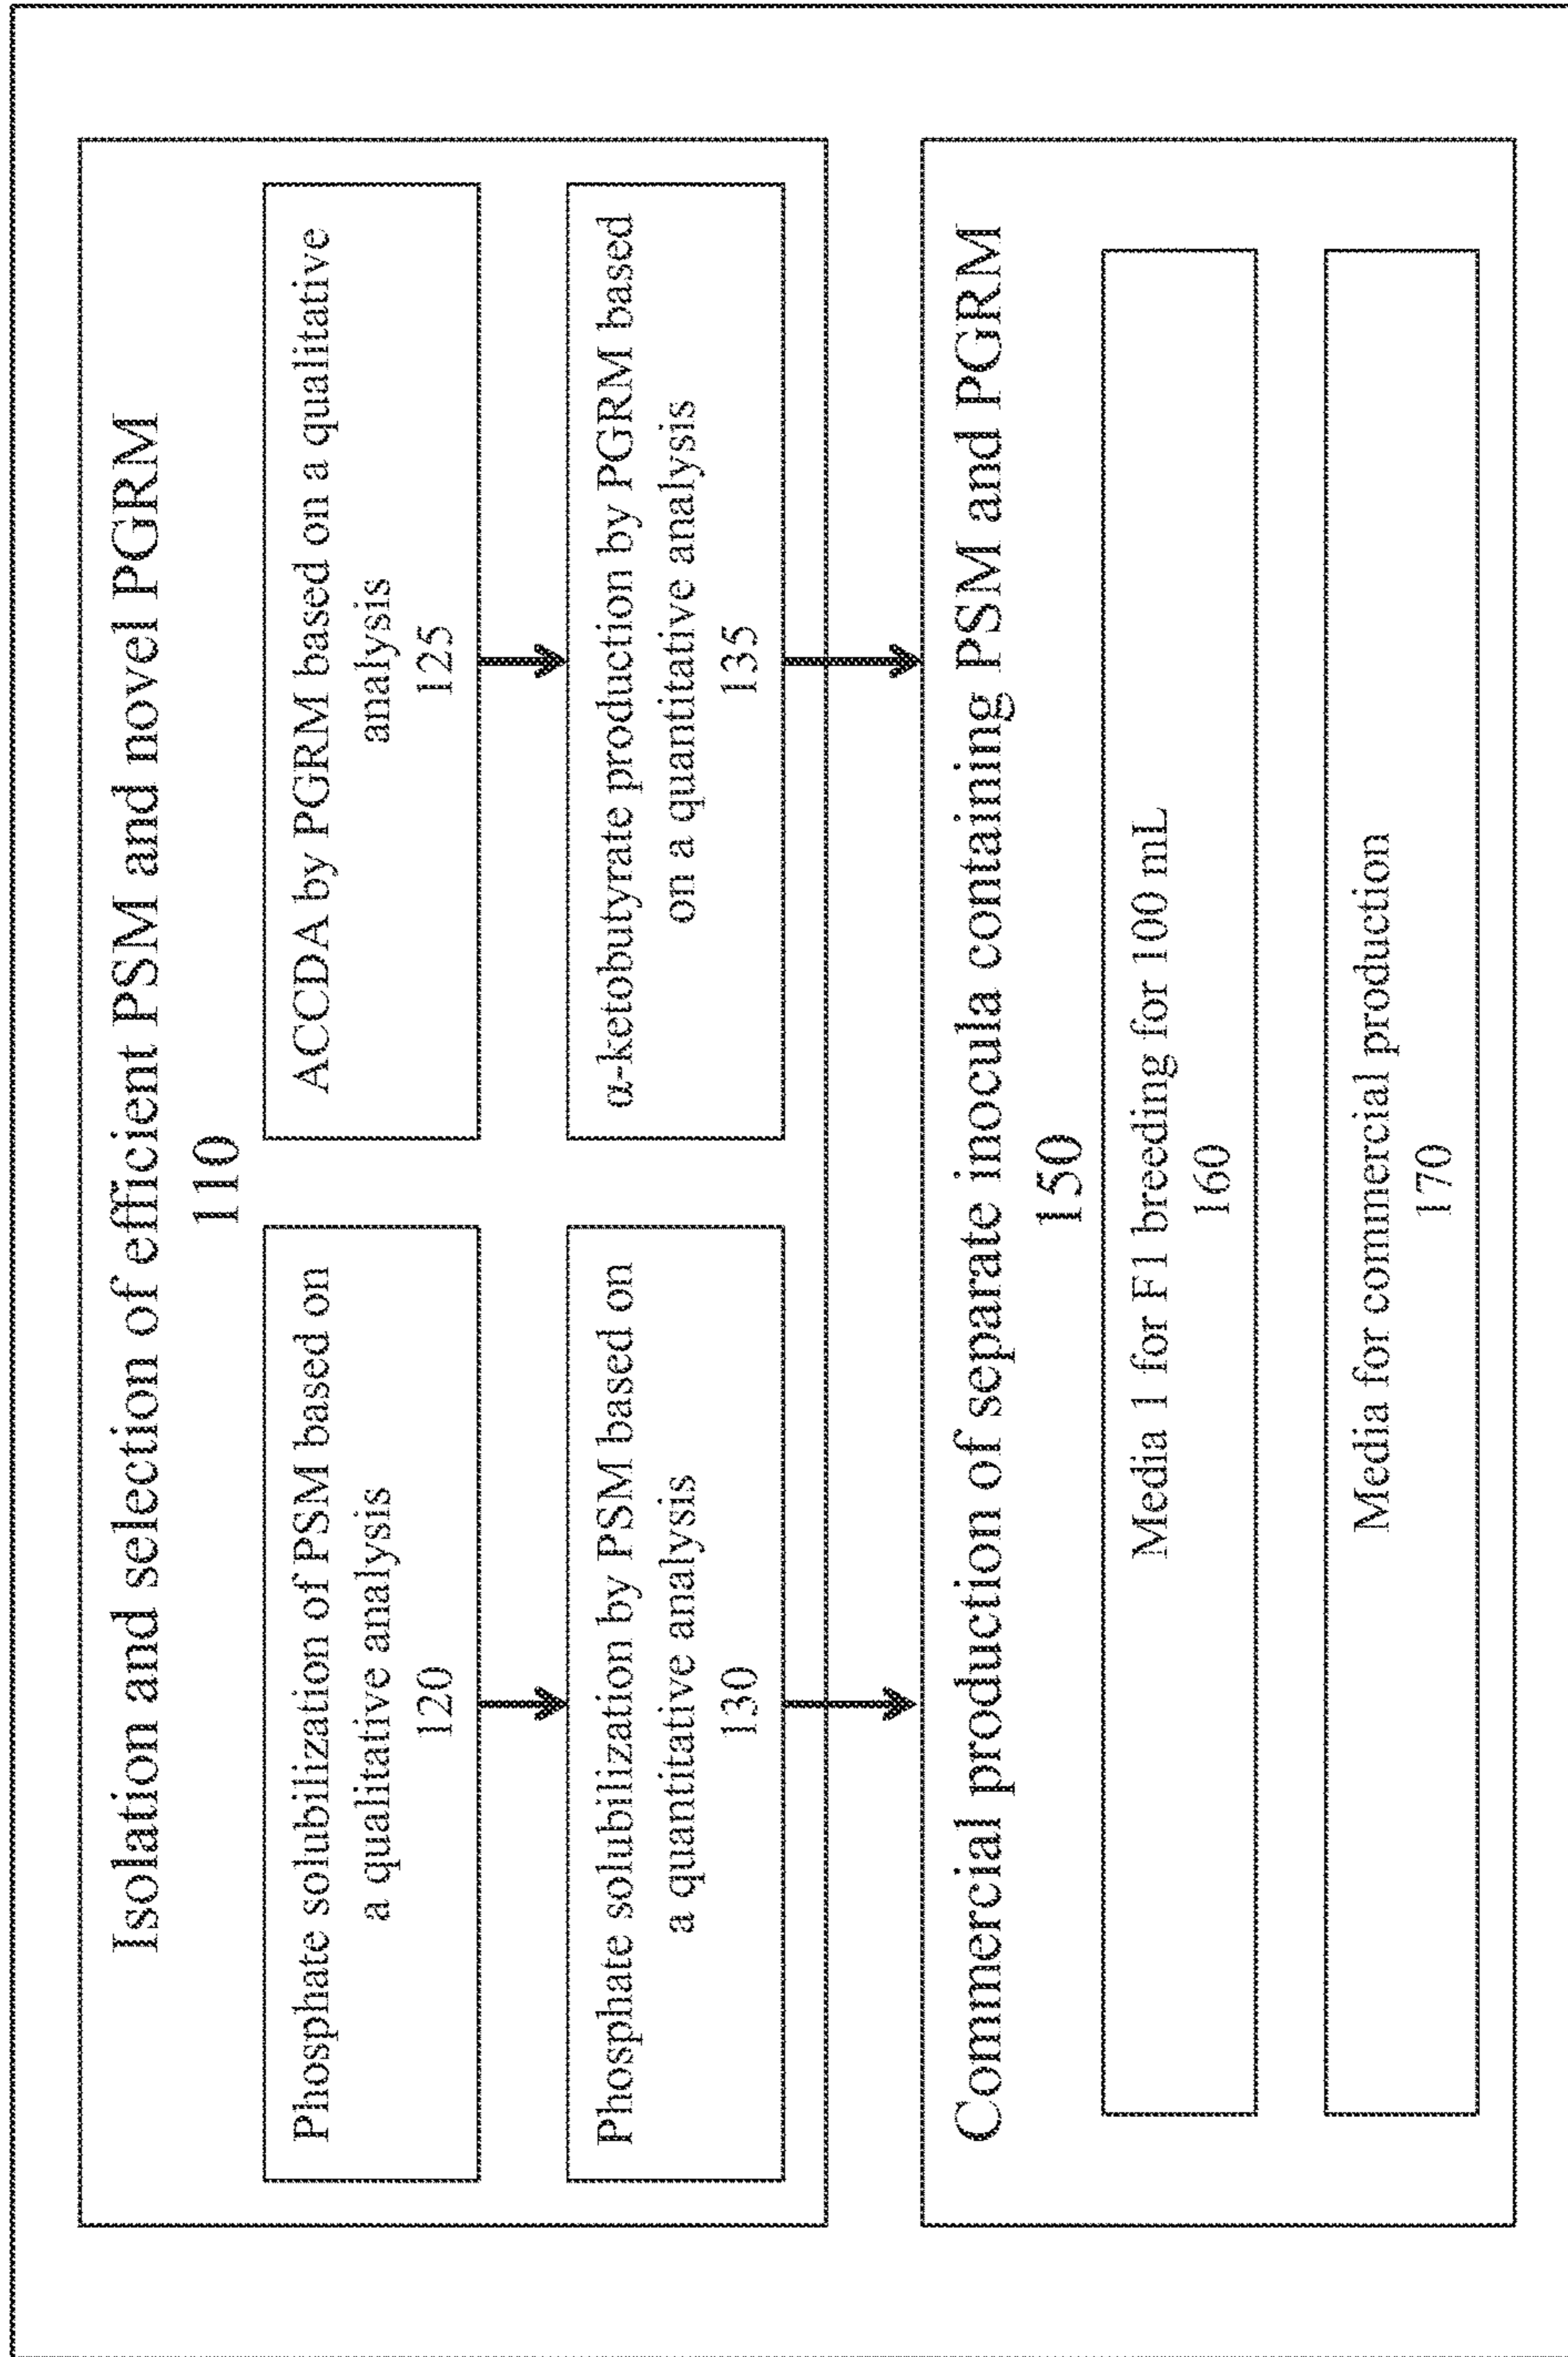 Isolation and selection of efficient PSM and novel PGRM
110
Phosphate solubilization of PSM based on
a qualitative analysis
120
ACCDA by PGRM based on a qualitative
analysis
125
Phosphate solubilization by PSM based on
a quantitative analysis
130
α-ketobutyrate production by PGRM based
on a quantitative analysis
135
Commercial production of separate inocula containing PSM and PGRM
150
Media 1 for F1 breeding for 100 mL
160
Media for commercial production
170